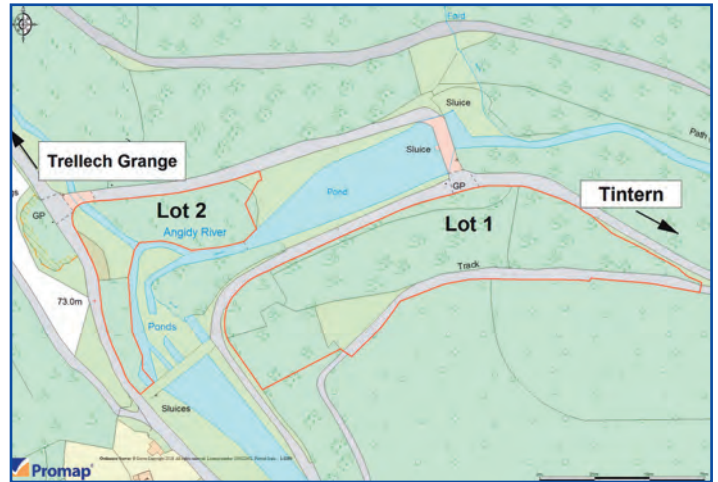 Ford
Sluice
Path
Sluice
Trellech Grange
GP
Pond
GP
Tintern
Lot 2
Angidy River
Lot 1
Track
73.0m
Ponds
Sluices
Promap